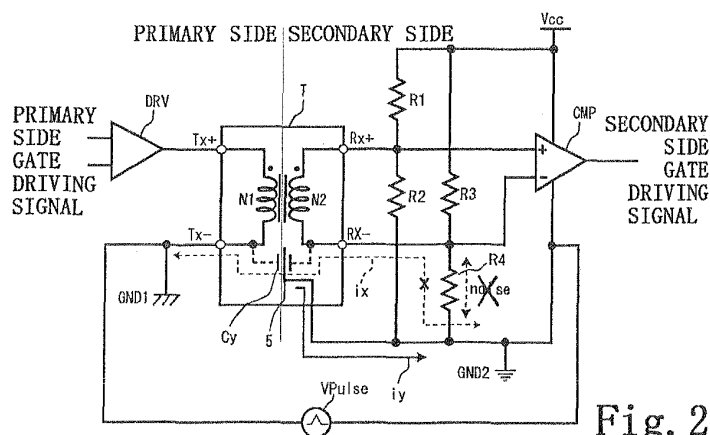 PRIMARY SIDE SECONDARY SIDE
Vcc
T
R1
DRV
CMP
PRIMARY
SIDE
GATE
DRIVING
SIGNAL
Tx+
Rx+
+
-
SECONDARY
SIDE
GATE
DRIVING
SIGNAL
N1
N2
R2
R3
Tx-
RX-
R4
ix
noise
GND1
Cy
5
iy
GND2
VPulse
Fig. 2